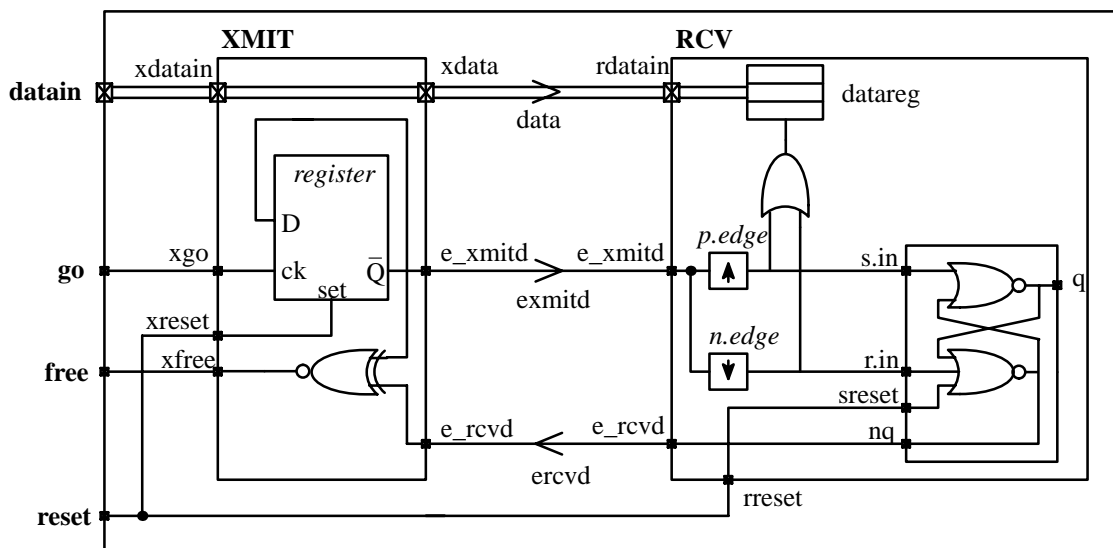 XMIT
RCV
datain
xdatain
xdata
rdatain
data
datareg
register
D
ck
Q
set
go
xgo
e_xmitd
e_xmitd
exmitd
p.edge
n.edge
s.in
q
r.in
sreset
nq
xreset
free
xfree
e_rcvd
e_rcvd
ercvd
rreset
reset